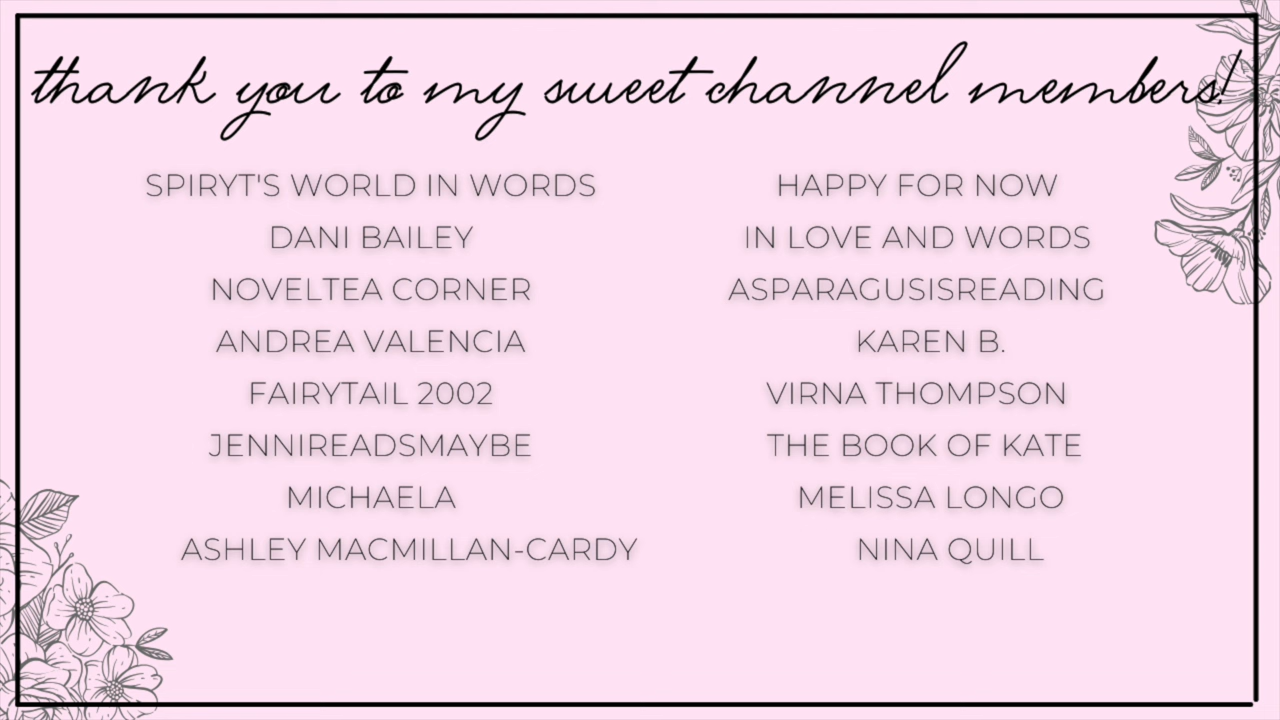 thank you to my sweet channel members!
SPIRYT'S WORLD IN WORDS
DANI BAILEY
NOVELTEA CORNER
ANDREA VALENCIA
FAIRYTAIL 2002
JENNIREADSMAYBE
MICHAELA
ASHLEY MACMILLAN-CARDY
HAPPY FOR NOW
IN LOVE AND WORDS
ASPARAGUSISREADING
KAREN B.
VIRNA THOMPSON
THE BOOK OF KATE
MELISSA LONGO
NINA QUILL